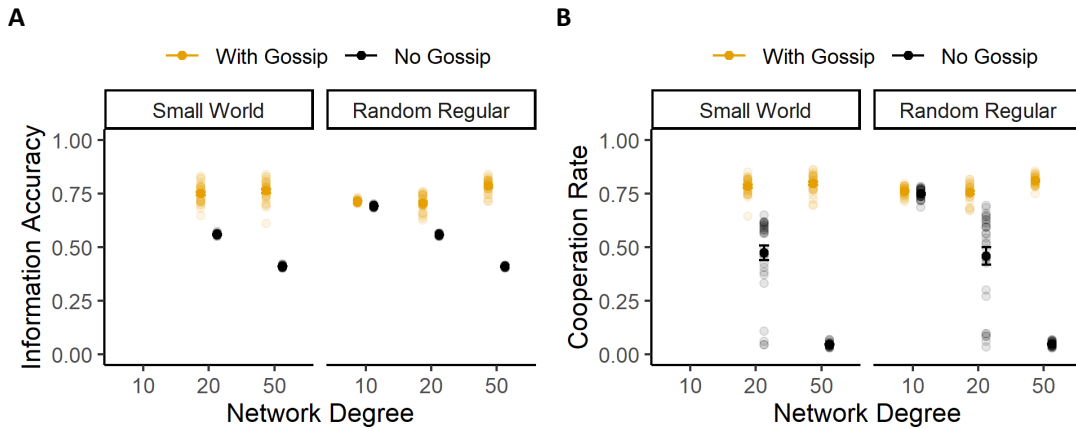 A
With Gossip No Gossip
Small World Random Regular
Information Accuracy
1.00
0.75
0.50
0.25
0.00
10 20 50 10 20 50
Network Degree
B
With Gossip No Gossip
Small World Random Regular
Cooperation Rate
1.00
0.75
0.50
0.25
0.00
10 20 50 10 20 50
Network Degree